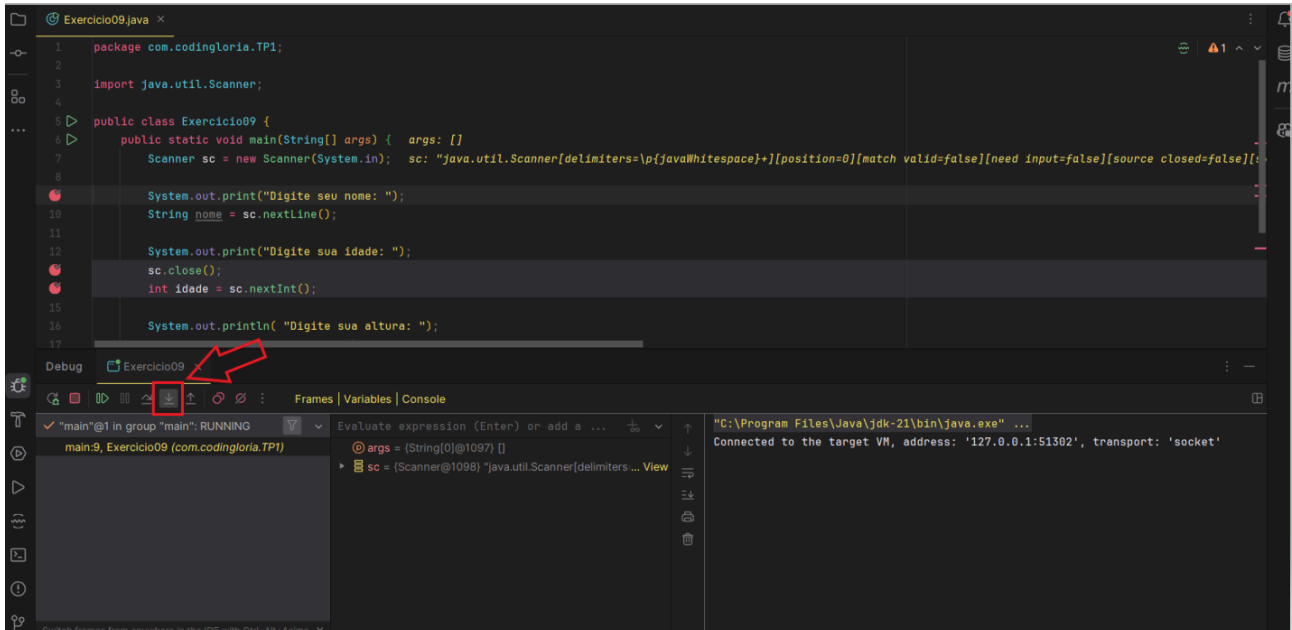 Exercicio09.java ×
1 package com.codingloria.TP1;
2
3 import java.util.Scanner;
4
5 public class Exercicio09 {
6 public static void main(String[] args) { args: []
7 Scanner sc = new Scanner(System.in); sc: "java.util.Scanner[delimiters=\p{javaWhitespace}+][position=0][match valid=false][need input=false][source closed=false][
8
System.out.print("Digite seu nome: ");
10 String nome = sc.nextLine();
11
12 System.out.print("Digite sua idade: ");
sc.close();
int idade = sc.nextInt();
15
16 System.out.println( "Digite sua altura: ");
17
1
Debug Exercicio09 ×
Frames | Variables | Console
"main"@1 in group "main": RUNNING
main:9, Exercicio09 (com.codingloria.TP1)
Evaluate expression (Enter) or add a ...
args = {String[0]@1097} []
sc = {Scanner@1098} "java.util.Scanner[delimiters ... View
"C:\Program Files\Java\jdk-21\bin\java.exe" ...
Connected to the target VM, address: '127.0.0.1:51302', transport: 'socket'